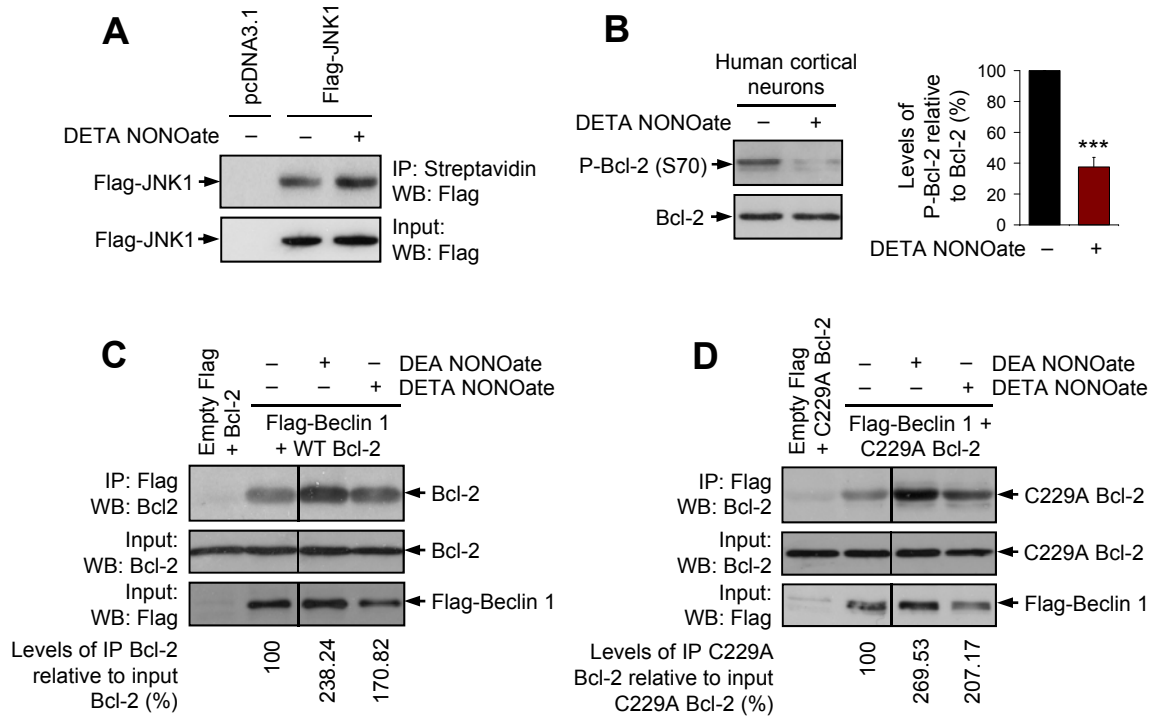 A
pcDNA3.1
Flag-JNK1
DETA NONOate
– – +
Flag-JNK1
IP: Streptavidin
WB: Flag
Flag-JNK1
Input:
WB: Flag
B
Human cortical
neurons
DETA NONOate – +
P-Bcl-2 (S70)
Bcl-2
Levels of
P-Bcl-2 relative
to Bcl-2 (%)
100
80
60
40
20
0
***
DETA NONOate – +
C
Empty Flag
+ Bcl-2
– + – DEA NONOate
– – + DETA NONOate
Flag-Beclin 1
+ WT Bcl-2
IP: Flag
WB: Bcl2
Bcl-2
Input:
WB: Bcl-2
Bcl-2
Input:
WB: Flag
Flag-Beclin 1
Levels of IP Bcl-2
relative to input
Bcl-2 (%)
100
238.24
170.82
D
Empty Flag
+ C229A Bcl-2
– + – DEA NONOate
– – + DETA NONOate
Flag-Beclin 1 +
C229A Bcl-2
IP: Flag
WB: Bcl-2
C229A Bcl-2
Input:
WB: Bcl-2
C229A Bcl-2
Input:
WB: Flag
Flag-Beclin 1
Levels of IP C229A
Bcl-2 relative to input
C229A Bcl-2 (%)
100
269.53
207.17